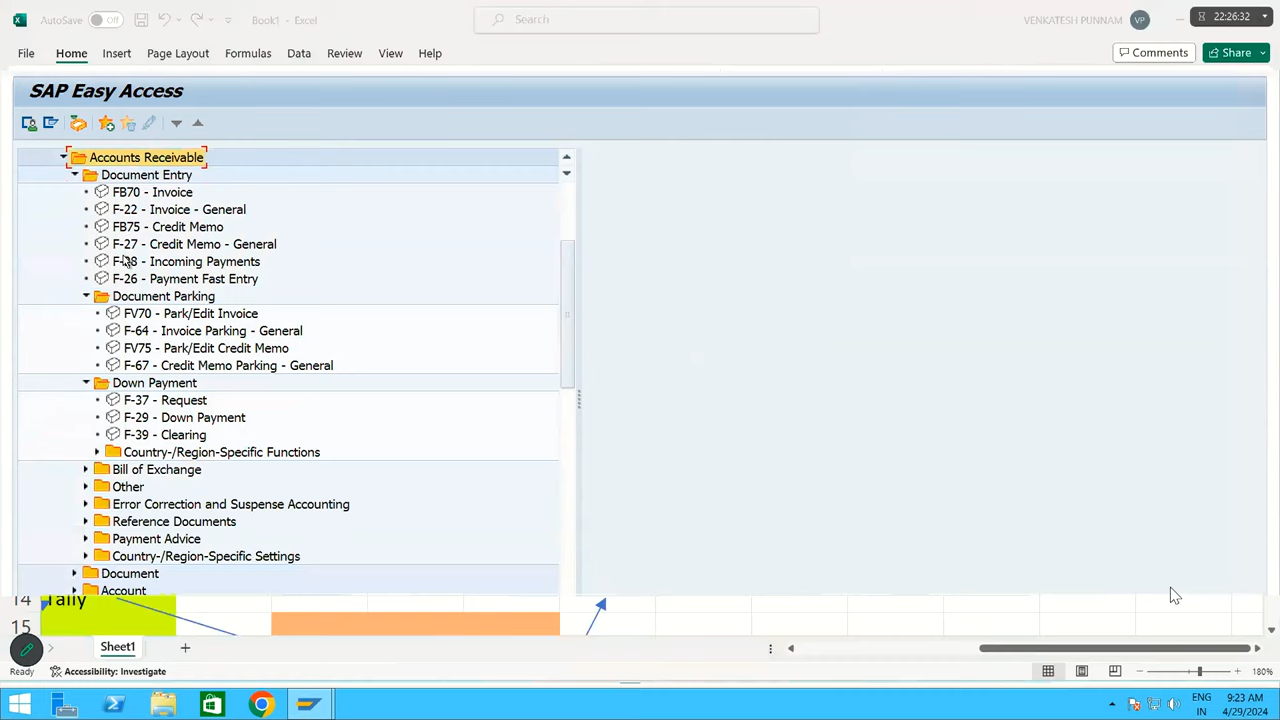 AutoSave Off Book1 - Excel Search VENKATESH PUNNAM VP 22:26:32
File Home Insert Page Layout Formulas Data Review View Help Comments Share
SAP Easy Access
Accounts Receivable
Document Entry
FB70 - Invoice
F-22 - Invoice - General
FB75 - Credit Memo
F-27 - Credit Memo - General
F-28 - Incoming Payments
F-26 - Payment Fast Entry
Document Parking
FV70 - Park/Edit Invoice
F-64 - Invoice Parking - General
FV75 - Park/Edit Credit Memo
F-67 - Credit Memo Parking - General
Down Payment
F-37 - Request
F-29 - Down Payment
F-39 - Clearing
Country-/Region-Specific Functions
Bill of Exchange
Other
Error Correction and Suspense Accounting
Reference Documents
Payment Advice
Country-/Region-Specific Settings
Document
Account
14 Tally
15
Sheet1
Ready Accessibility: Investigate 180%
ENG 9:23 AM
IN 4/29/2024